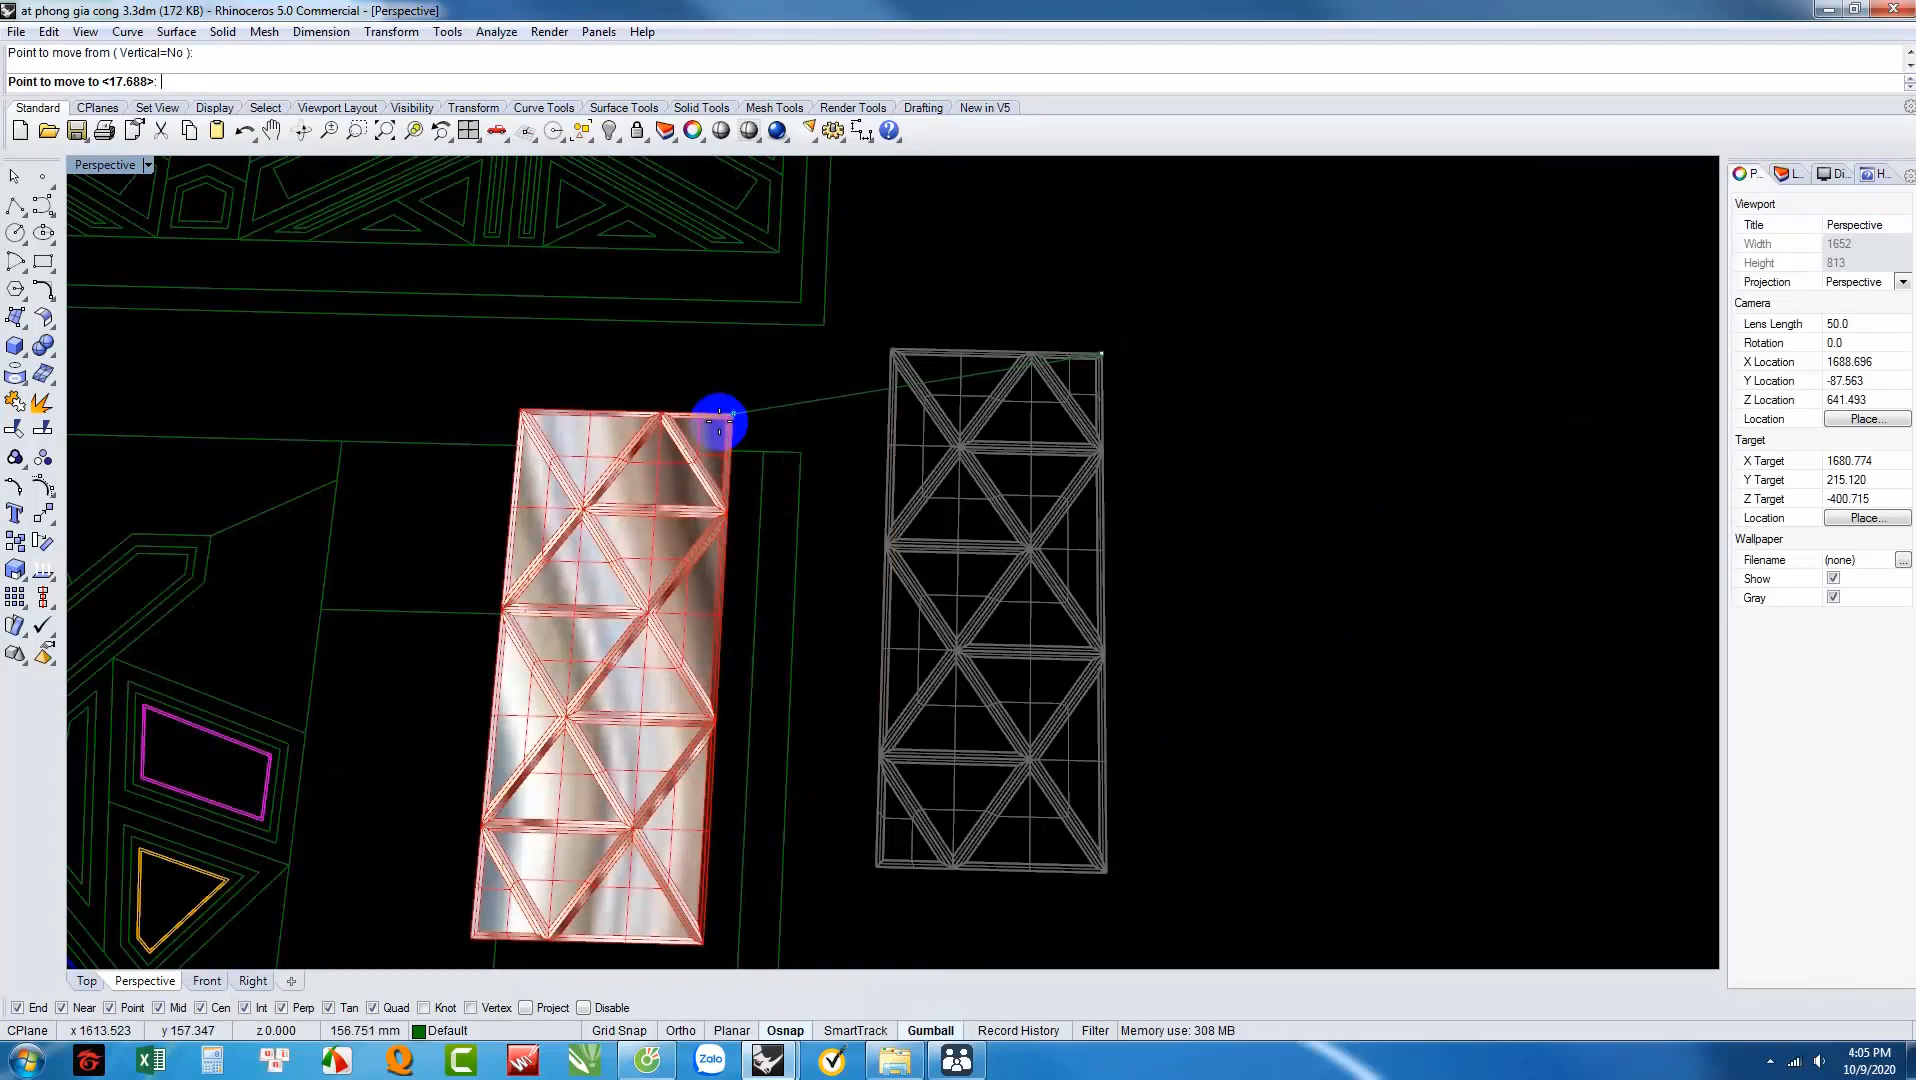 at phong gia cong 3.3dm (172 KB) - Rhinoceros 5.0 Commercial - [Perspective]
File Edit View Curve Surface Solid Mesh Dimension Transform Tools Analyze Render Panels Help
Point to move from ( Vertical=No ):
Point to move to <17.688>:
Standard CPlanes Set View Display Select Viewport Layout Visibility Transform Curve Tools Surface Tools Solid Tools Mesh Tools Render Tools Drafting New in V5
Perspective
P... L... Di... H...
Viewport
Title Perspective
Width 1652
Height 813
Projection Perspective
Camera
Lens Length 50.0
Rotation 0.0
X Location 1688.696
Y Location -87.563
Z Location 641.493
Location Place...
Target
X Target 1680.774
Y Target 215.120
Z Target -400.715
Location Place...
Wallpaper
Filename (none) ...
Show
Gray
Top Perspective Front Right
End Near Point Mid Cen Int Perp Tan Quad Knot Vertex Project Disable
CPlane x 1613.523 y 157.347 z 0.000 156.751 mm Default Grid Snap Ortho Planar Osnap SmartTrack Gumball Record History Filter Memory use: 308 MB
Zalo
4:05 PM
10/9/2020